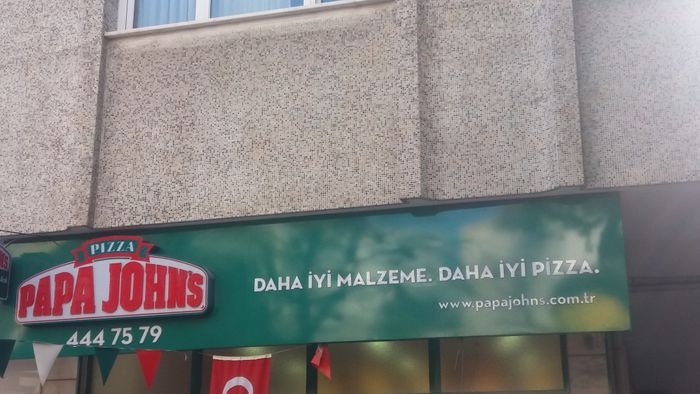 PIZZA
PAPA JOHN'S
444 75 79
DAHA İYİ MALZEME. DAHA İYİ PİZZA.
www.papajohns.com.tr